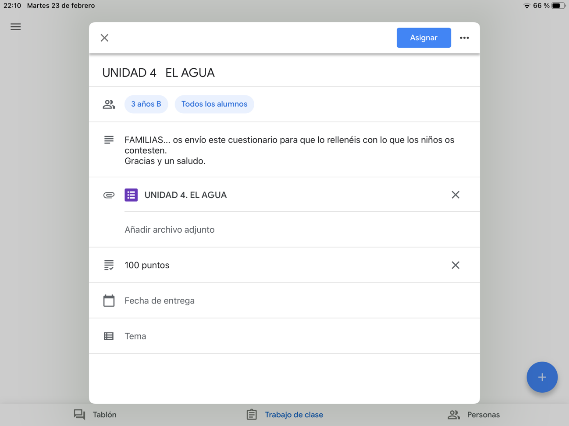 22:10 Martes 23 de febrero
66 %
Asignar
UNIDAD 4 EL AGUA
3 años B
Todos los alumnos
FAMILIAS... os envío este cuestionario para que lo rellenéis con lo que los niños os
contesten.
Gracias y un saludo.
UNIDAD 4. EL AGUA
Añadir archivo adjunto
100 puntos
Fecha de entrega
Tema
Tablón
Trabajo de clase
Personas